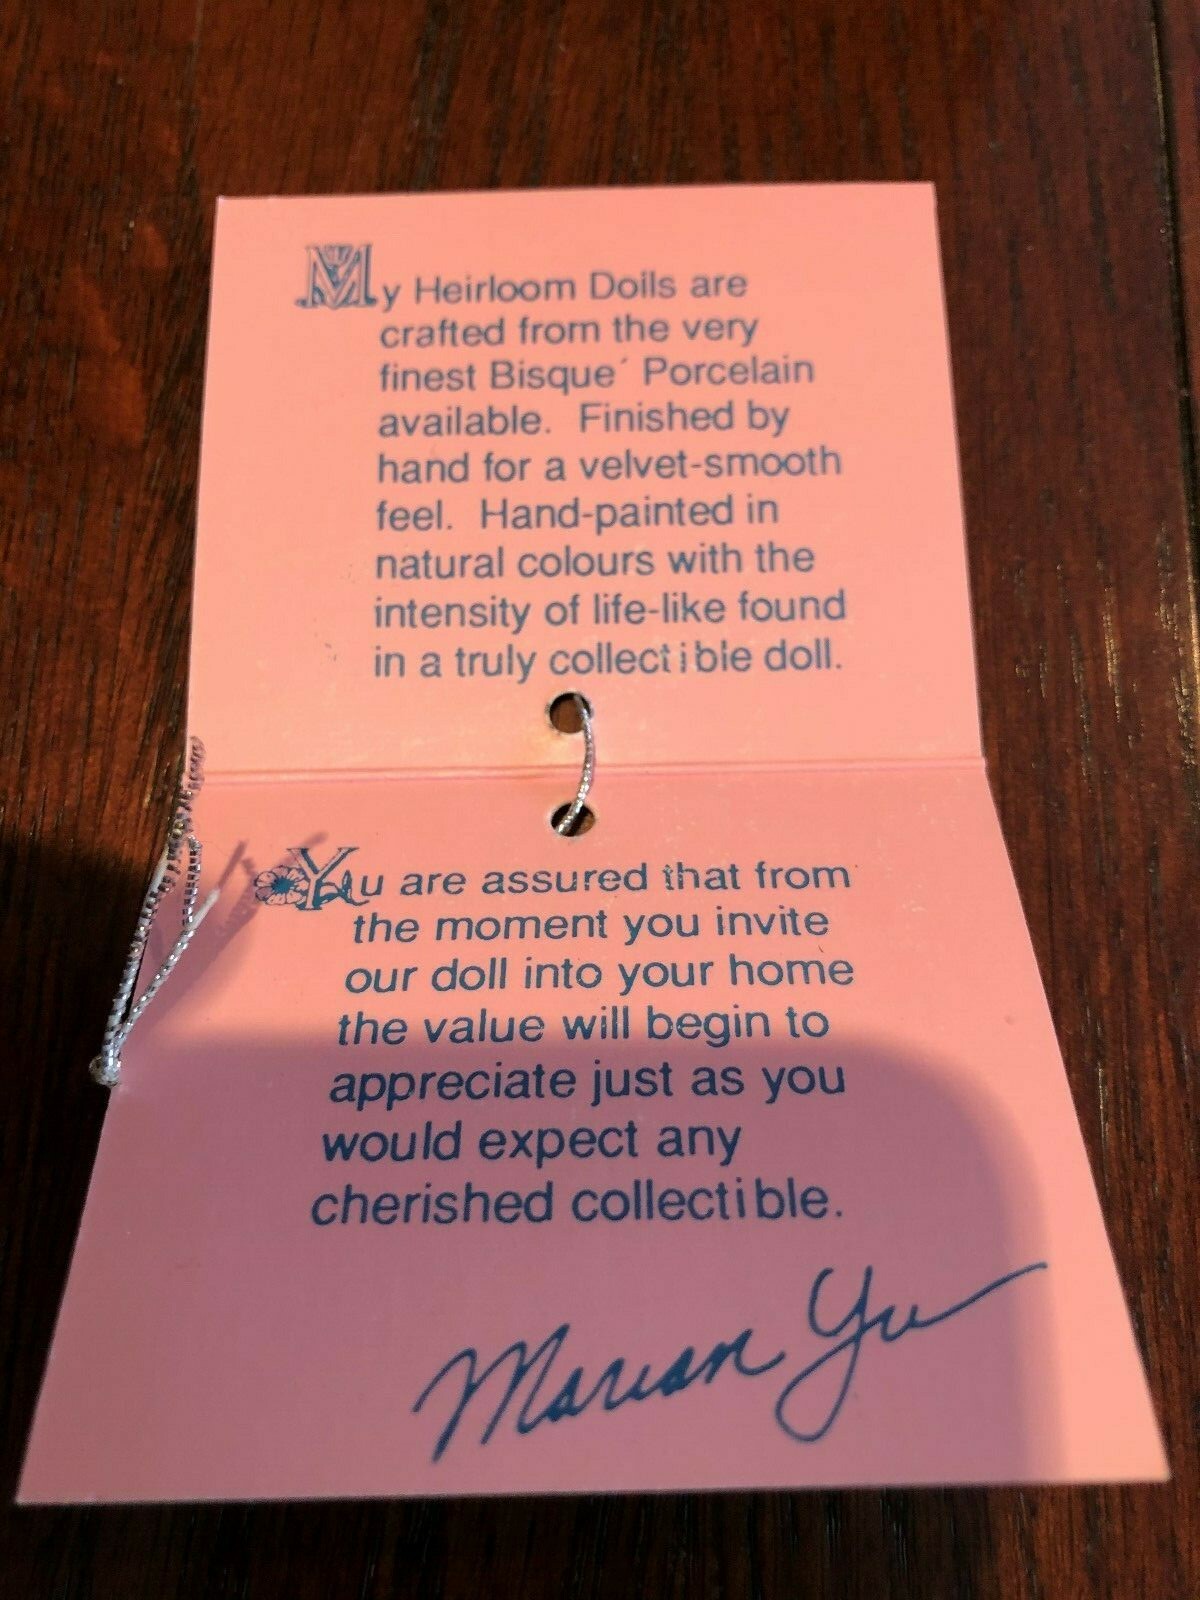 My Heirloom Dolls are
crafted from the very
finest Bisque´ Porcelain
available. Finished by
hand for a velvet-smooth
feel. Hand-painted in
natural colours with the
intensity of life-like found
in a truly collectible doll.
You are assured that from
the moment you invite
our doll into your home
the value will begin to
appreciate just as you
would expect any
cherished collectible.
Marian Yu